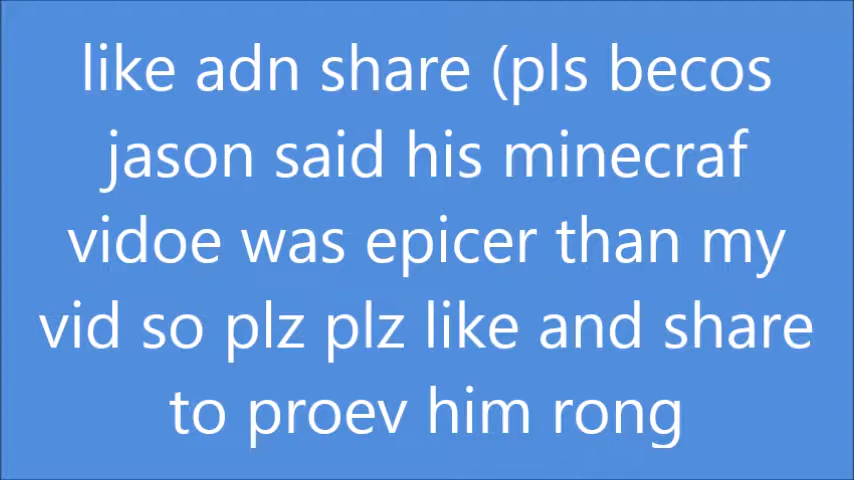 like adn share (pls becos
jason said his minecraf
vidoe was epicer than my
vid so plz plz like and share
to proev him rong